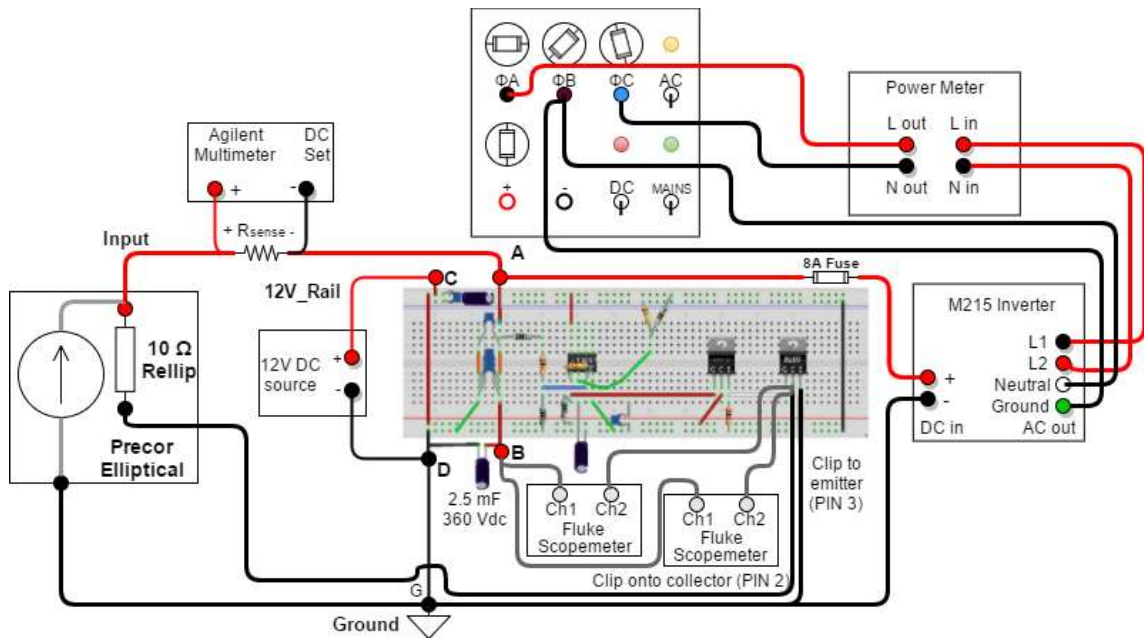 ΦA ΦB ΦC AC
+ - DC MAINS
Power Meter
L out L in
N out N in
Agilent
Multimeter
DC
Set
+ -
+ Rsense -
Input
A
8A Fuse
C
12V_Rail
M215 Inverter
L1
L2
Neutral
Ground
+
-
DC in AC out
10 Ω
Rellip
12V DC
source
+
-
Precor
Elliptical
D
B
2.5 mF
360 Vdc
Ch1 Ch2
Fluke
Scopemeter
Ch1 Ch2
Fluke
Scopemeter
Clip to
emitter
(PIN 3)
Clip onto collector (PIN 2)
G
Ground